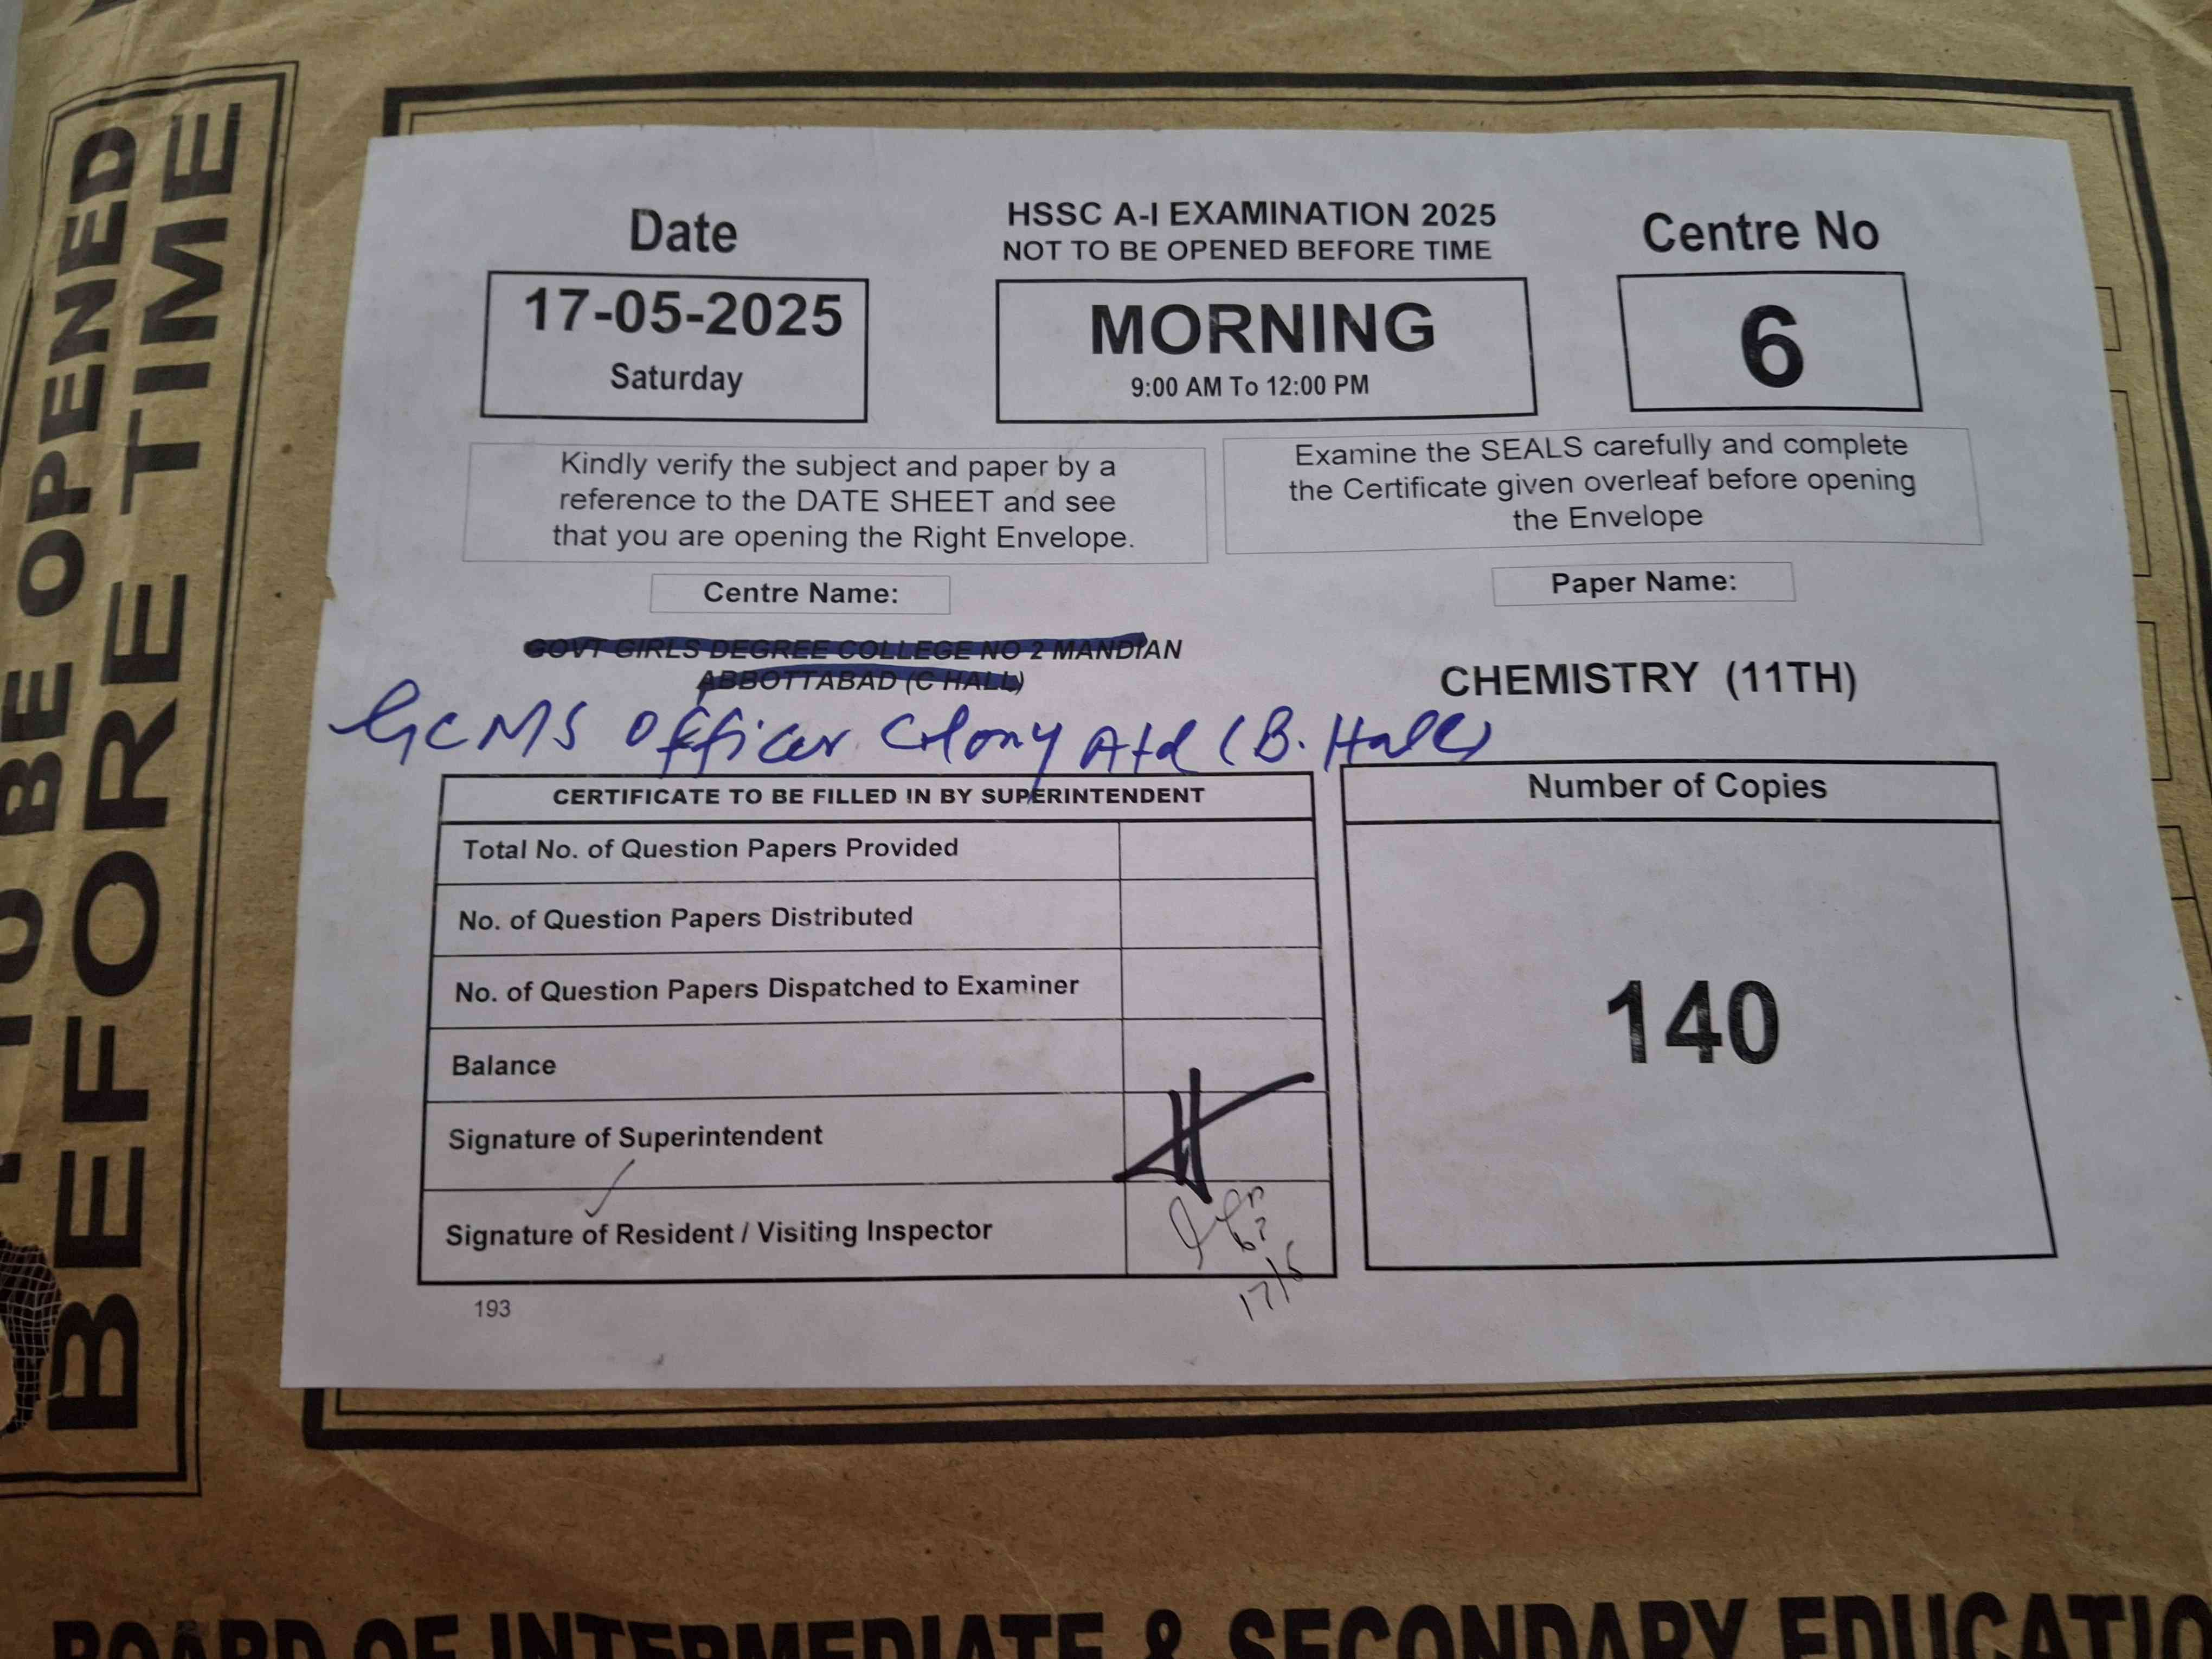 NOT TO BE OPENED
BEFORE TIME
Date
17-05-2025
Saturday
HSSC A-I EXAMINATION 2025
NOT TO BE OPENED BEFORE TIME
MORNING
9:00 AM To 12:00 PM
Centre No
6
Kindly verify the subject and paper by a
reference to the DATE SHEET and see
that you are opening the Right Envelope.
Examine the SEALS carefully and complete
the Certificate given overleaf before opening
the Envelope
Centre Name:
Paper Name:
GOVT GIRLS DEGREE COLLEGE NO 2 MANDIAN
ABBOTTABAD (C HALL)
CHEMISTRY (11TH)
GCMS Officer Colony Atd (B. Hall)
CERTIFICATE TO BE FILLED IN BY SUPERINTENDENT
Total No. of Question Papers Provided
No. of Question Papers Distributed
No. of Question Papers Dispatched to Examiner
Balance
Signature of Superintendent
Signature of Resident / Visiting Inspector
17/5
Number of Copies
140
193
BOARD OF INTERMEDIATE & SECONDARY EDUCATIO